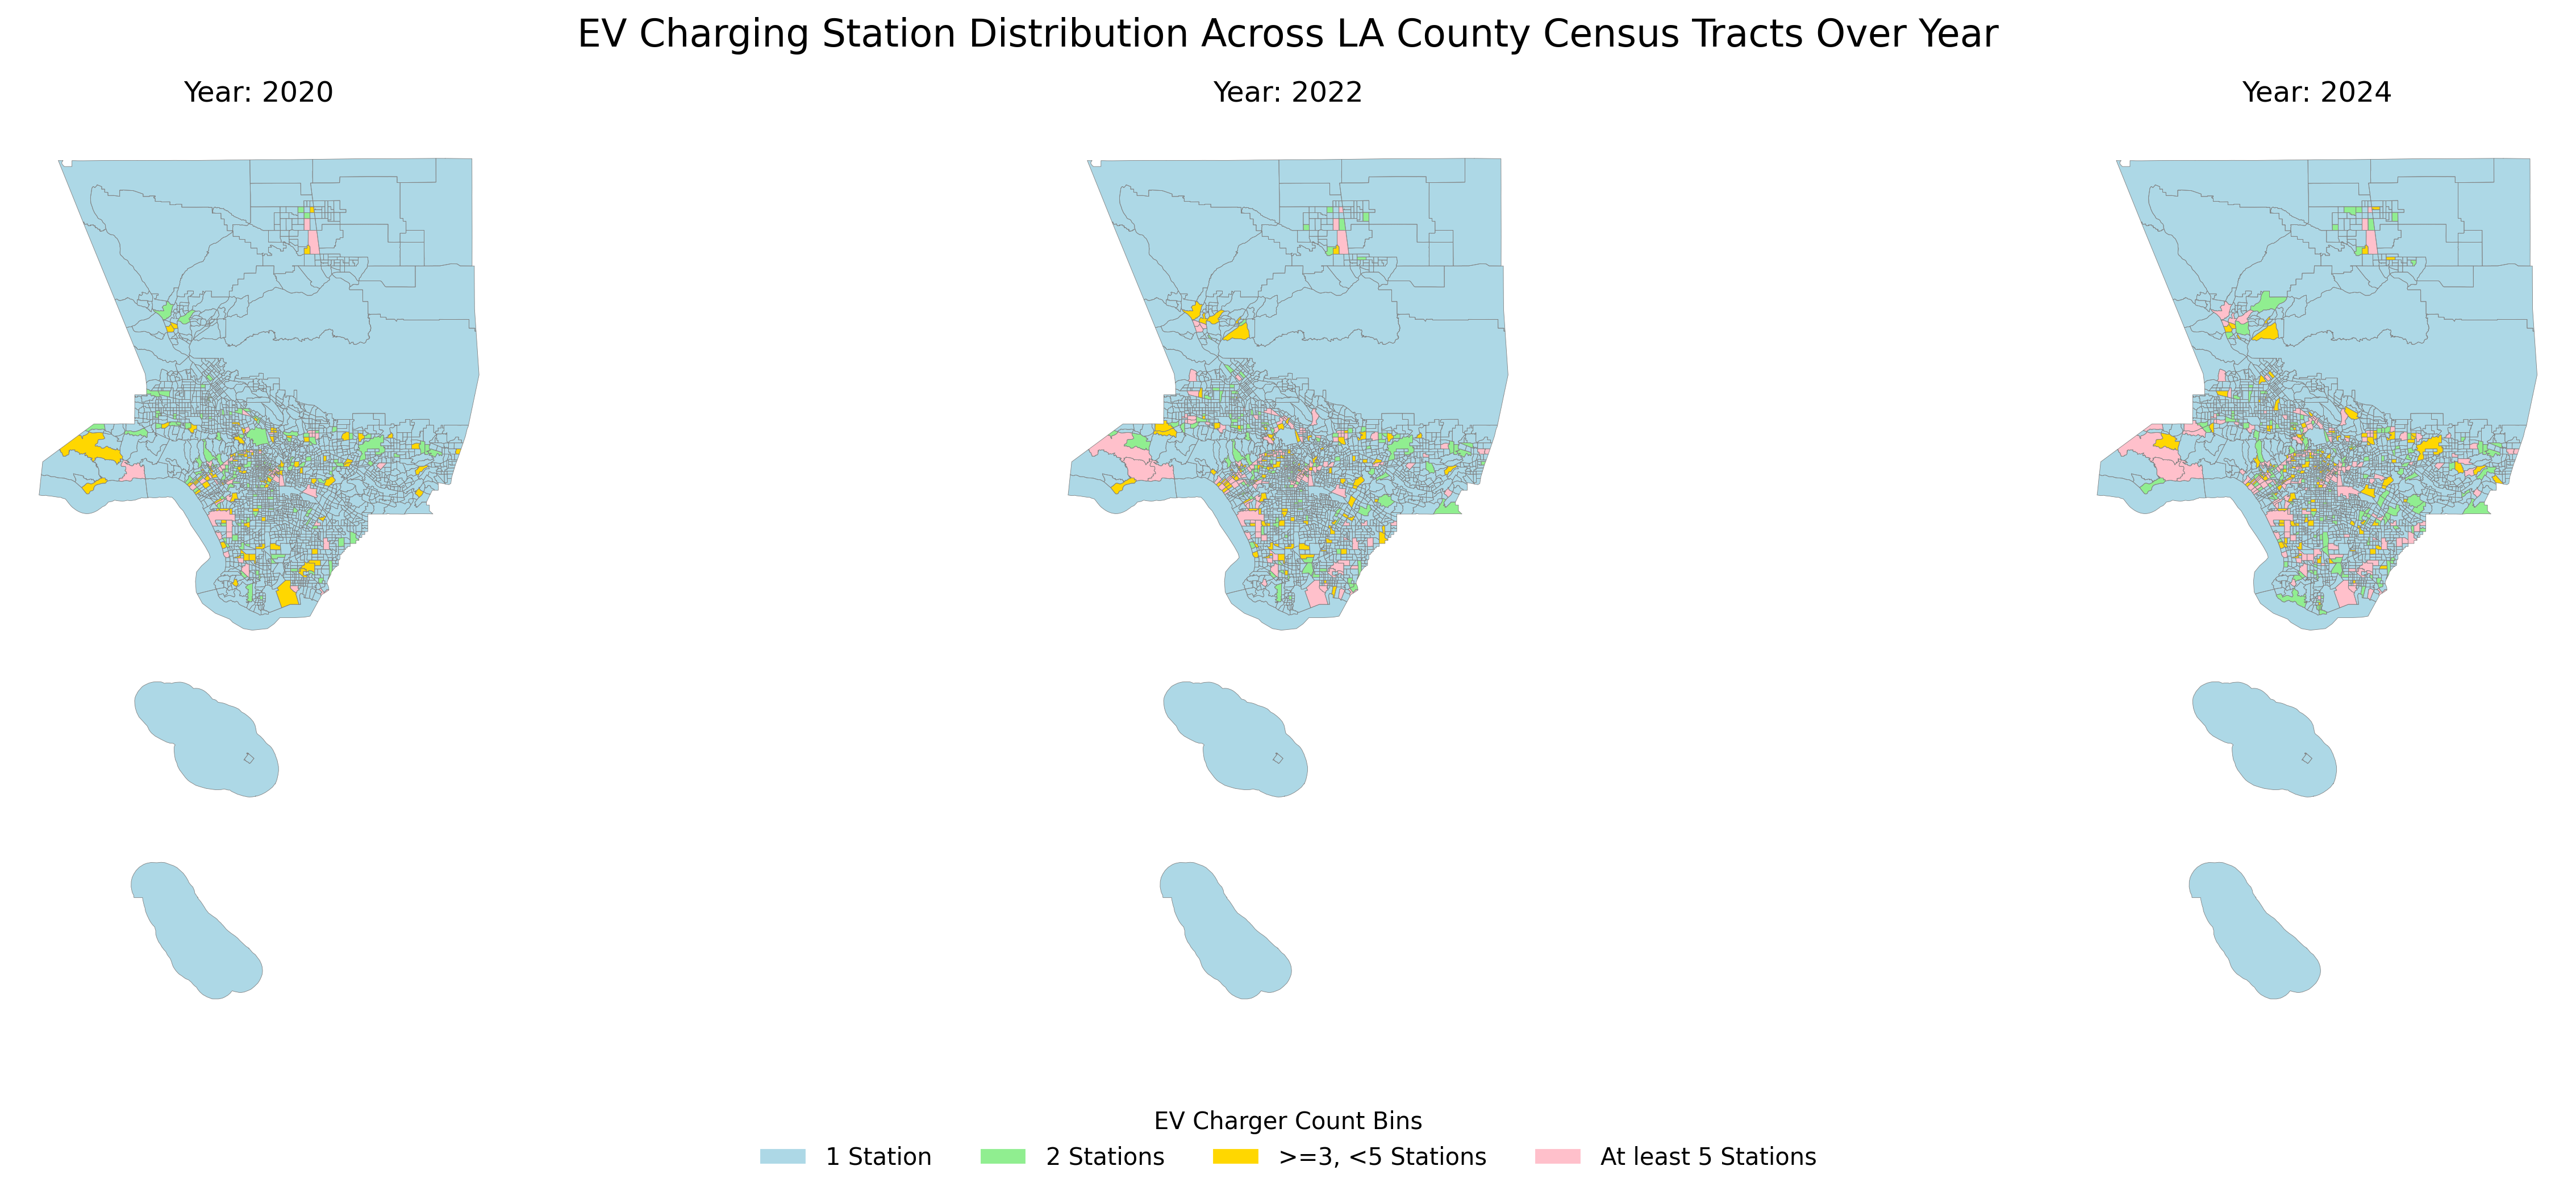 EV Charging Station Distribution Across LA County Census Tracts Over Year
Year: 2020
Year: 2022
Year: 2024
EV Charger Count Bins
1 Station
2 Stations
>=3, <5 Stations
At least 5 Stations